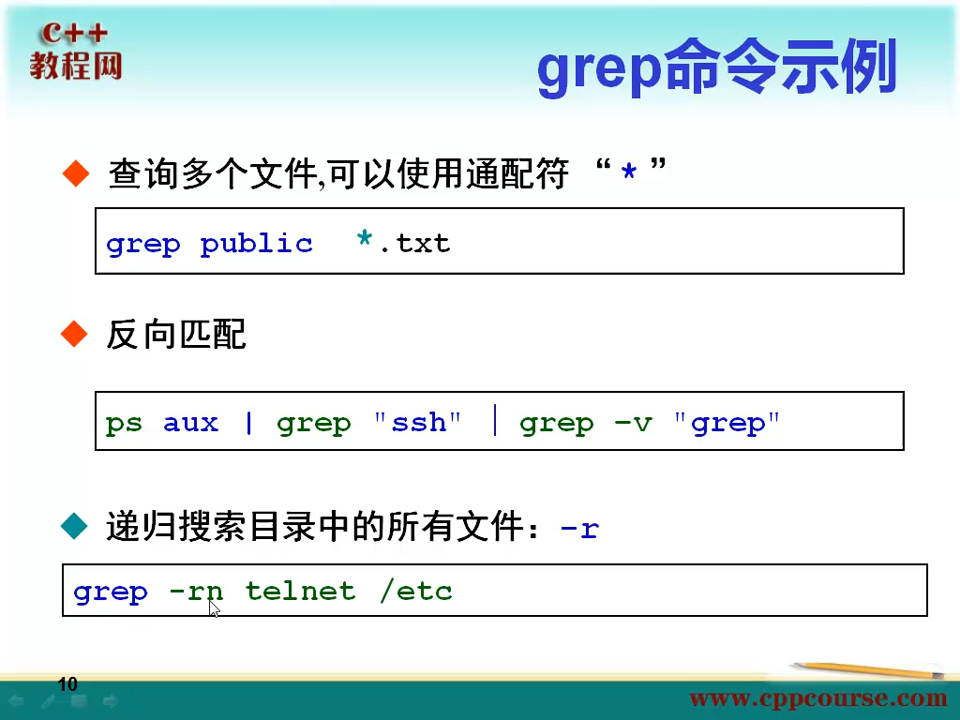 C++
教程网
grep命令示例
查询多个文件,可以使用通配符 “*”
grep public *.txt
反向匹配
ps aux | grep "ssh" | grep –v "grep"
递归搜索目录中的所有文件：-r
grep -rn telnet /etc
10
www.cppcourse.com